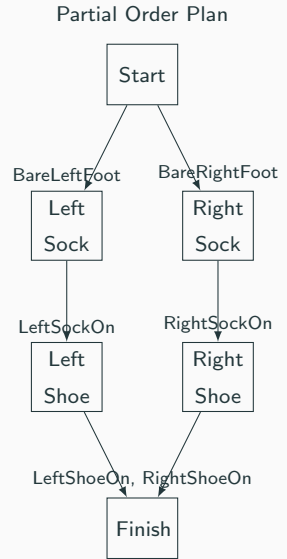 Partial Order Plan
Start
BareLeftFoot
BareRightFoot
Left
Sock
Right
Sock
LeftSockOn
RightSockOn
Left
Shoe
Right
Shoe
LeftShoeOn, RightShoeOn
Finish